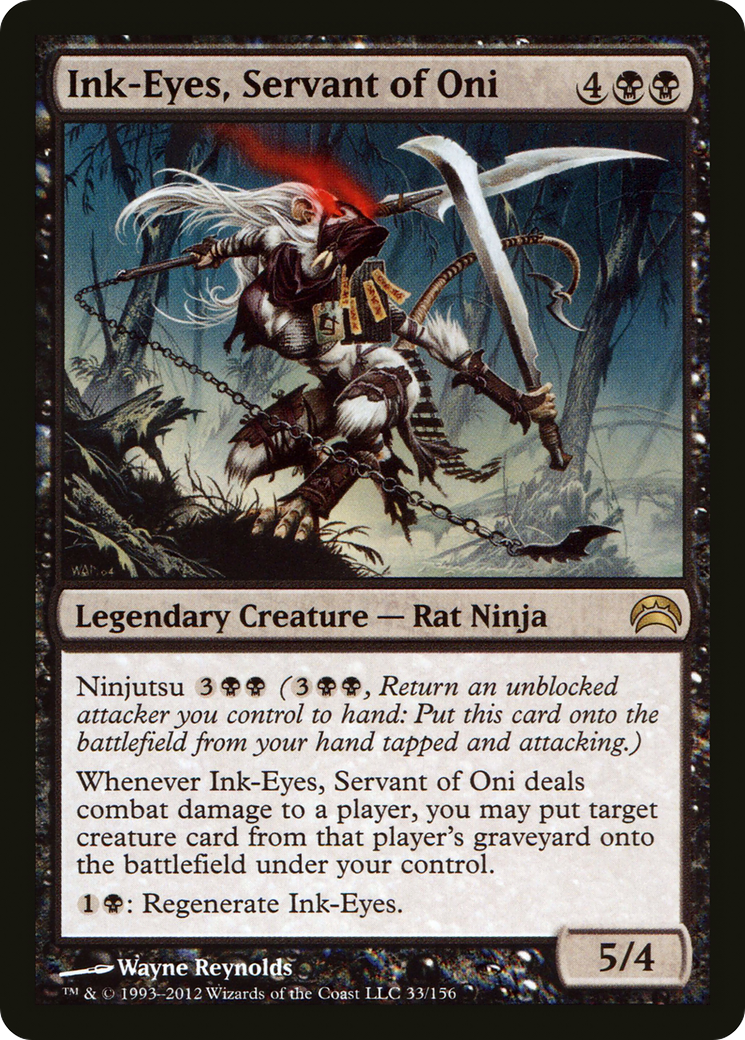 Ink-Eyes, Servant of Oni 4
Legendary Creature — Rat Ninja
Ninjutsu 3 (3, Return an unblocked
attacker you control to hand: Put this card onto the
battlefield from your hand tapped and attacking.)
Whenever Ink-Eyes, Servant of Oni deals
combat damage to a player, you may put target
creature card from that player's graveyard onto
the battlefield under your control.
1: Regenerate Ink-Eyes.
5/4
Wayne Reynolds
™ & © 1993–2012 Wizards of the Coast LLC 33/156